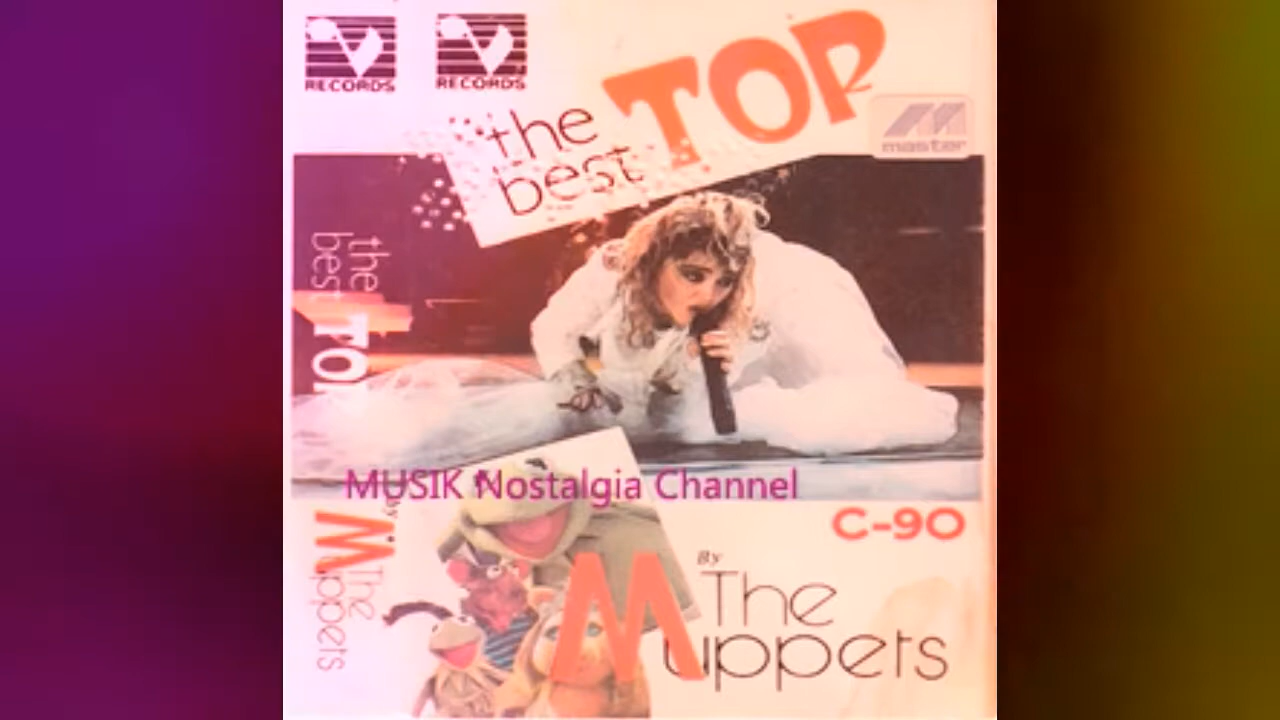 RECORDS
RECORDS
the
best TOP
master
the
best TOP
MUSIK Nostalgia Channel
by
The
Muppets
C-90
By
The
Muppets